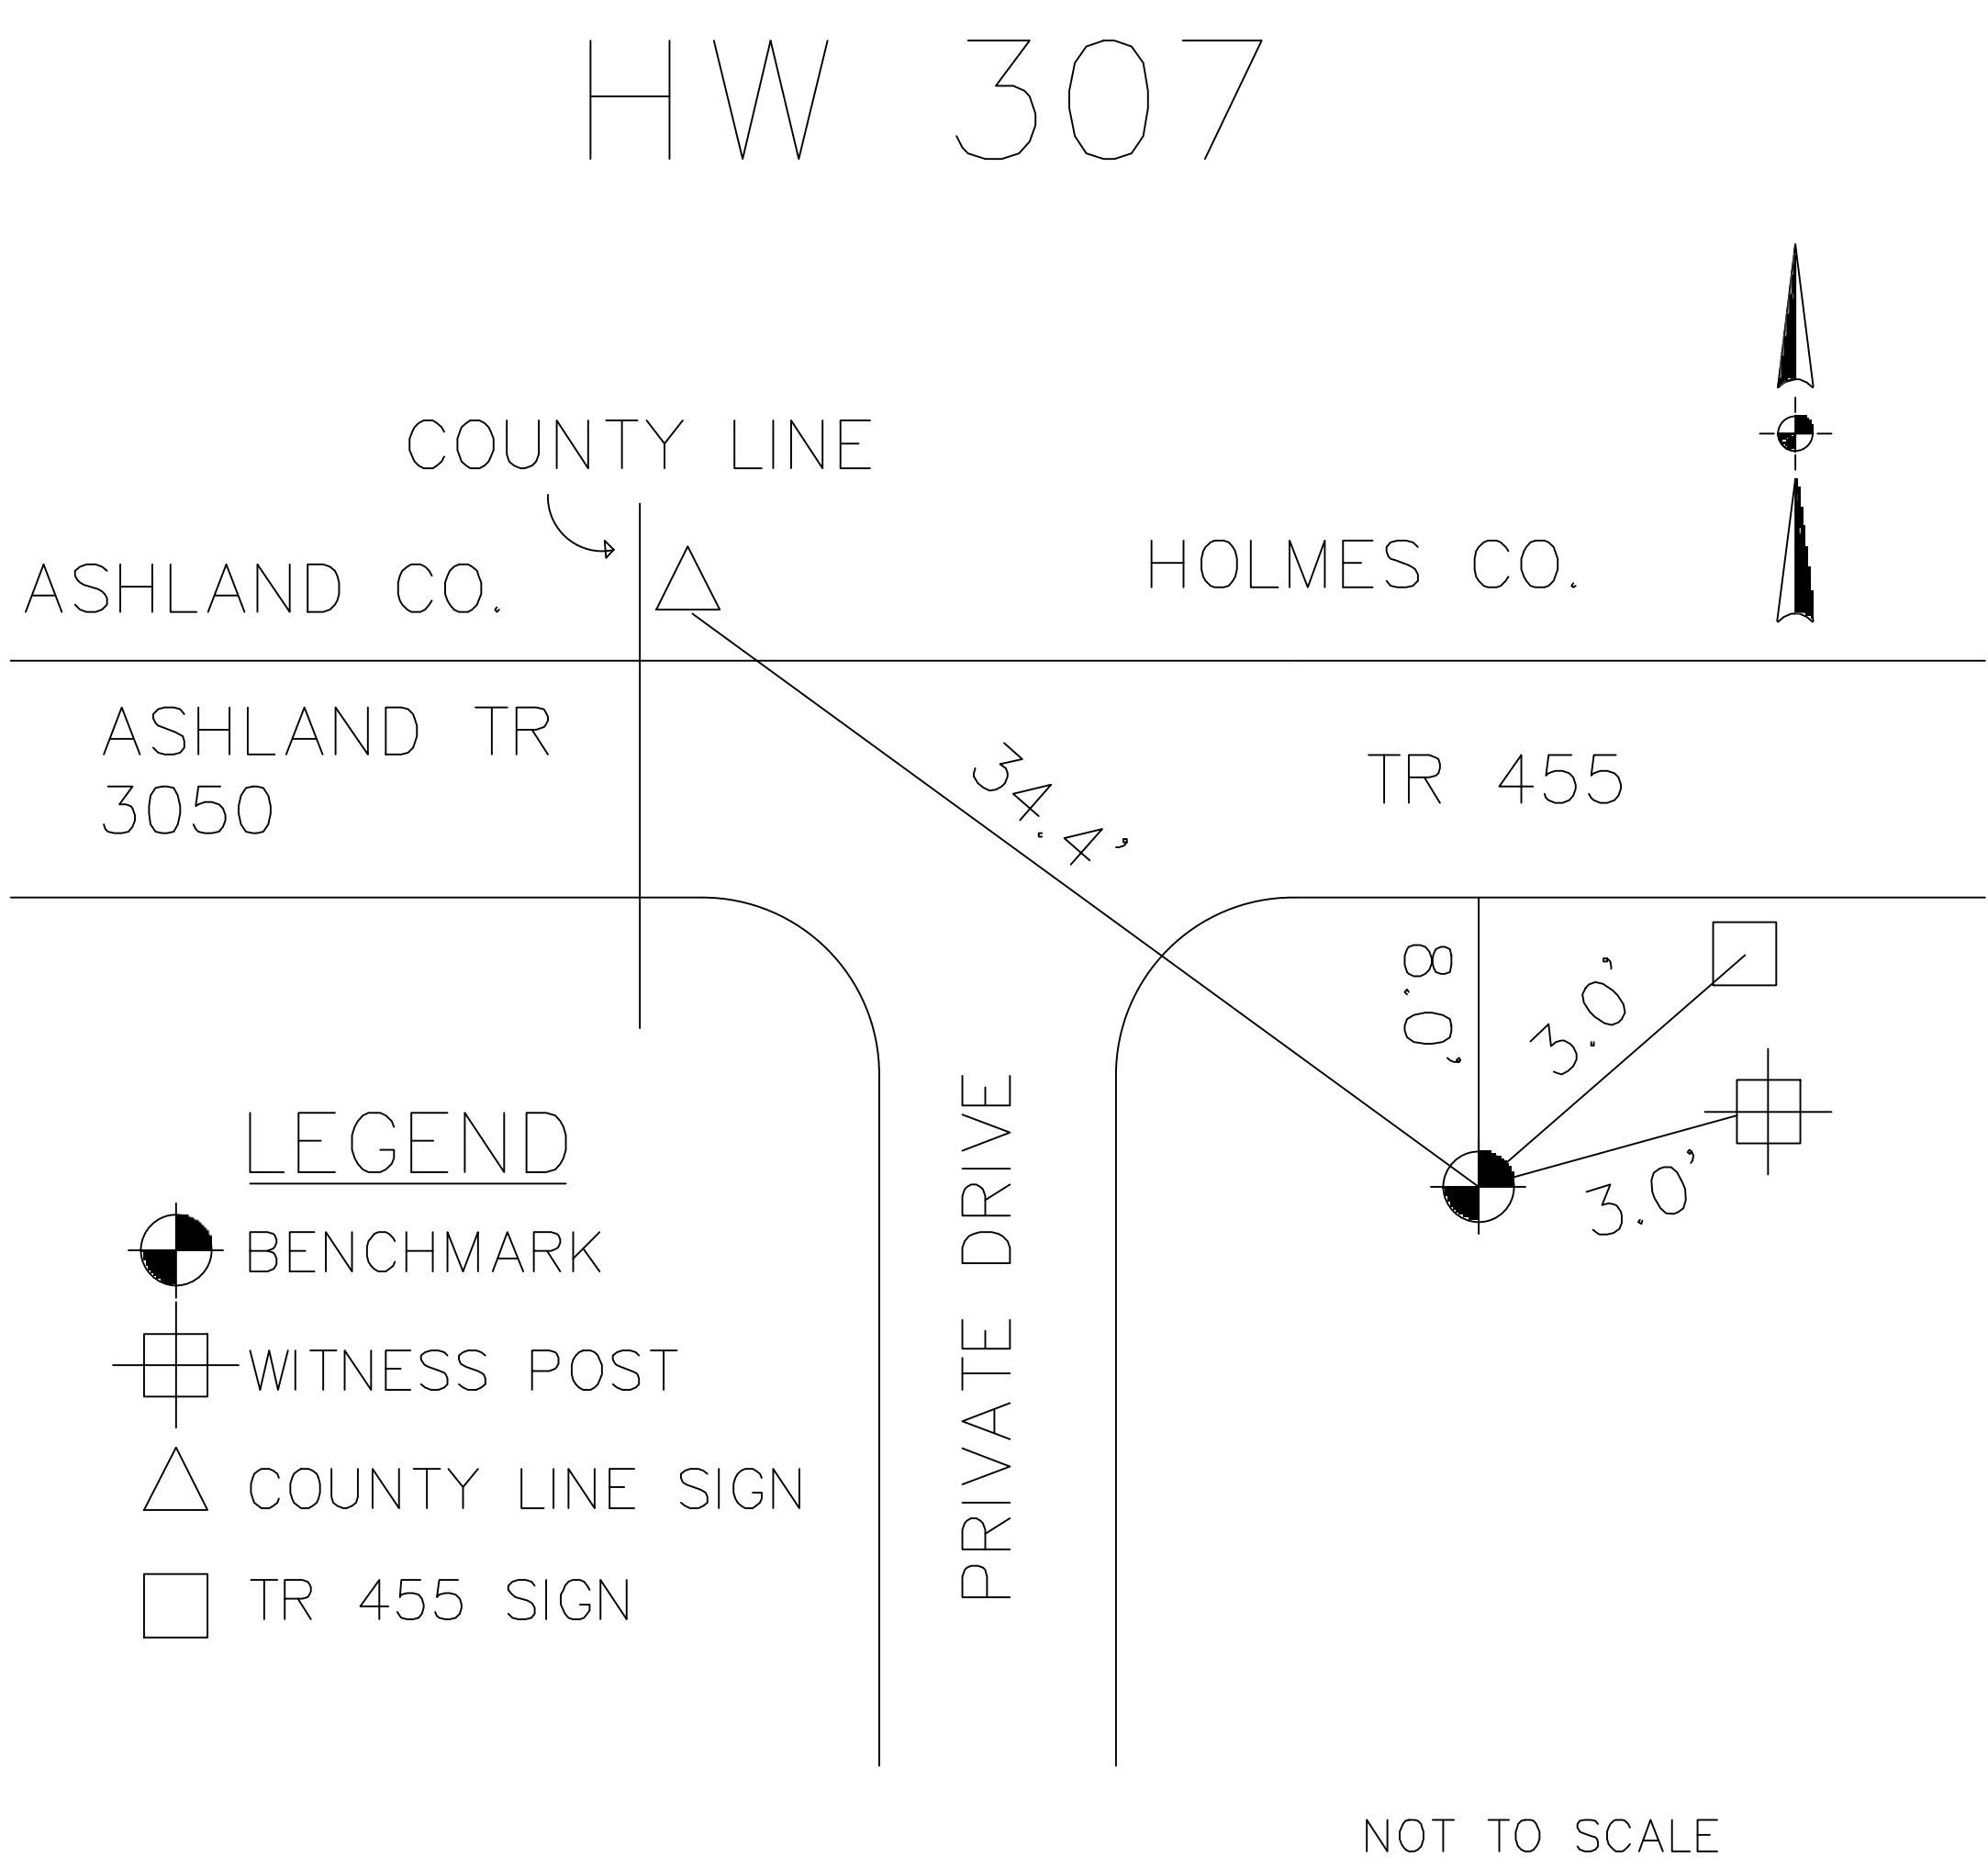 HW 307
COUNTY LINE
ASHLAND CO.
HOLMES CO.
ASHLAND TR
3050
TR 455
34.4'
8.0'
3.0'
3.0'
PRIVATE DRIVE
LEGEND
BENCHMARK
WITNESS POST
COUNTY LINE SIGN
TR 455 SIGN
NOT TO SCALE